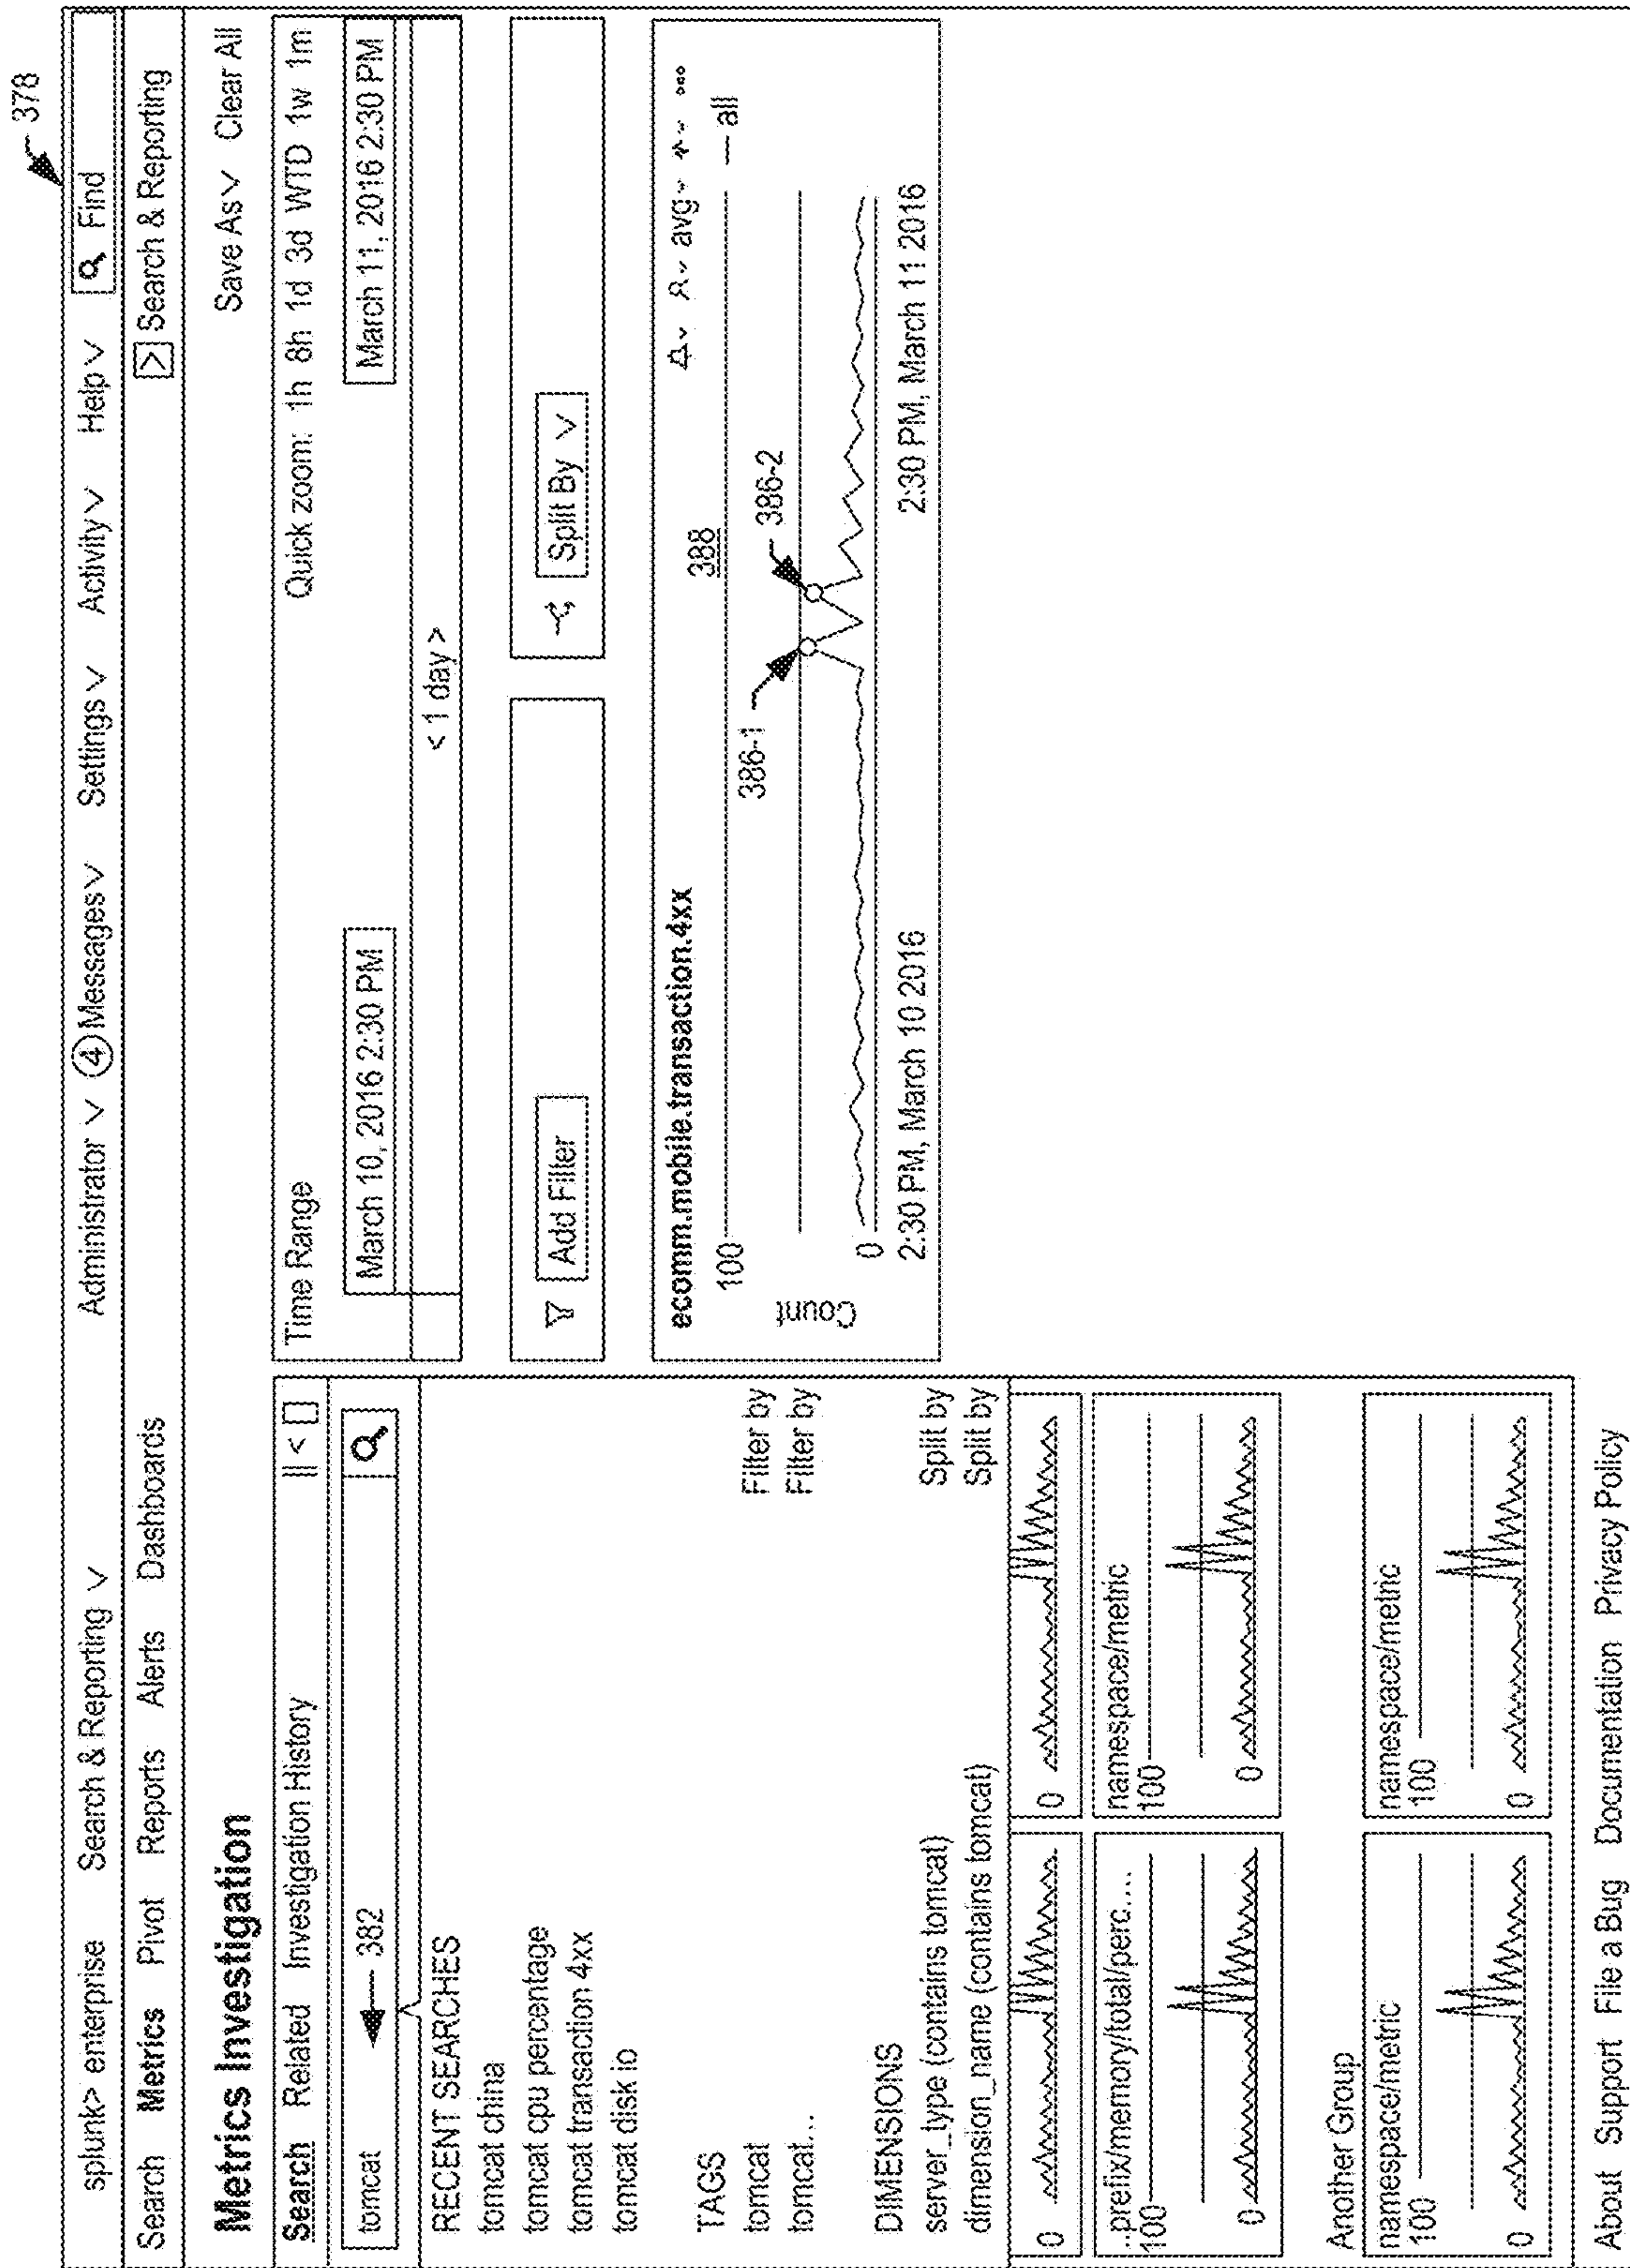 378
splunk> enterprise Search & Reporting ∨ Administrator ∨ ④ Messages ∨ Settings ∨ Activity ∨ Help ∨ Find
Search Metrics Pivot Reports Alerts Dashboards > Search & Reporting
Metrics Investigation Save As ∨ Clear All
Search Related Investigation History || <
tomcat 382
RECENT SEARCHES
tomcat china
tomcat cpu percentage
tomcat transaction 4xx
tomcat disk io
TAGS
tomcat Filter by
tomcat... Filter by
DIMENSIONS
server_type (contains tomcat) Split by
dimension_name (contains tomcat) Split by
0 0
..prefix/memory/total/perc.... namespace/metric
100 100
0 0
Another Group
namespace/metric namespace/metric
100 100
0 0
Time Range Quick zoom: 1h 8h 1d 3d WTD 1w 1m
March 10, 2016 2:30 PM March 11, 2016 2:30 PM
< 1 day >
Add Filter Split By ∨
ecomm.mobile.transaction.4xx avg ...
388
100 all
386-1 386-2
Count
0
2:30 PM, March 10 2016 2:30 PM, March 11 2016
About Support File a Bug Documentation Privacy Policy